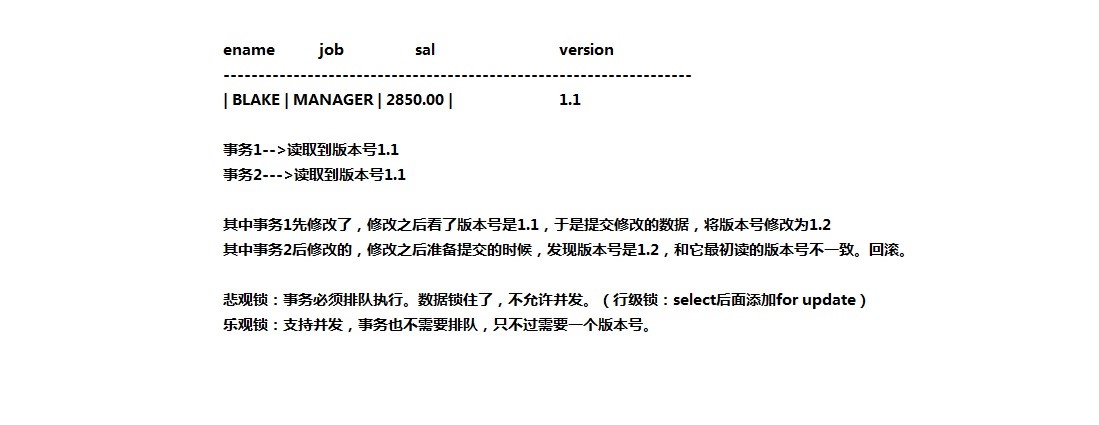 ename job sal version
-------------------------------------------------------------------
| BLAKE | MANAGER | 2850.00 | 1.1
事务1-->读取到版本号1.1
事务2--->读取到版本号1.1
其中事务1先修改了，修改之后看了版本号是1.1，于是提交修改的数据，将版本号修改为1.2
其中事务2后修改的，修改之后准备提交的时候，发现版本号是1.2，和它最初读的版本号不一致。回滚。
悲观锁：事务必须排队执行。数据锁住了，不允许并发。（行级锁：select后面添加for update）
乐观锁：支持并发，事务也不需要排队，只不过需要一个版本号。